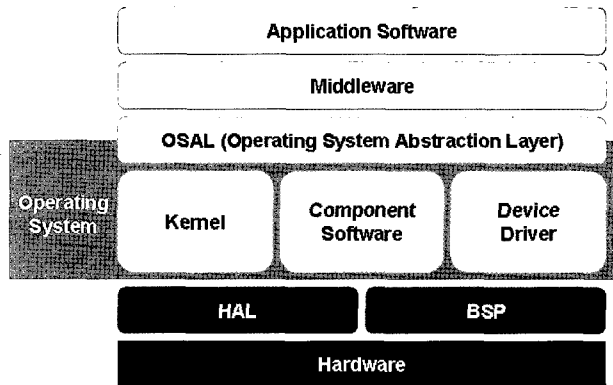 Application Software
Middleware
OSAL (Operating System Abstraction Layer)
Operating
System
Kernel
Component
Software
Device
Driver
HAL
BSP
Hardware